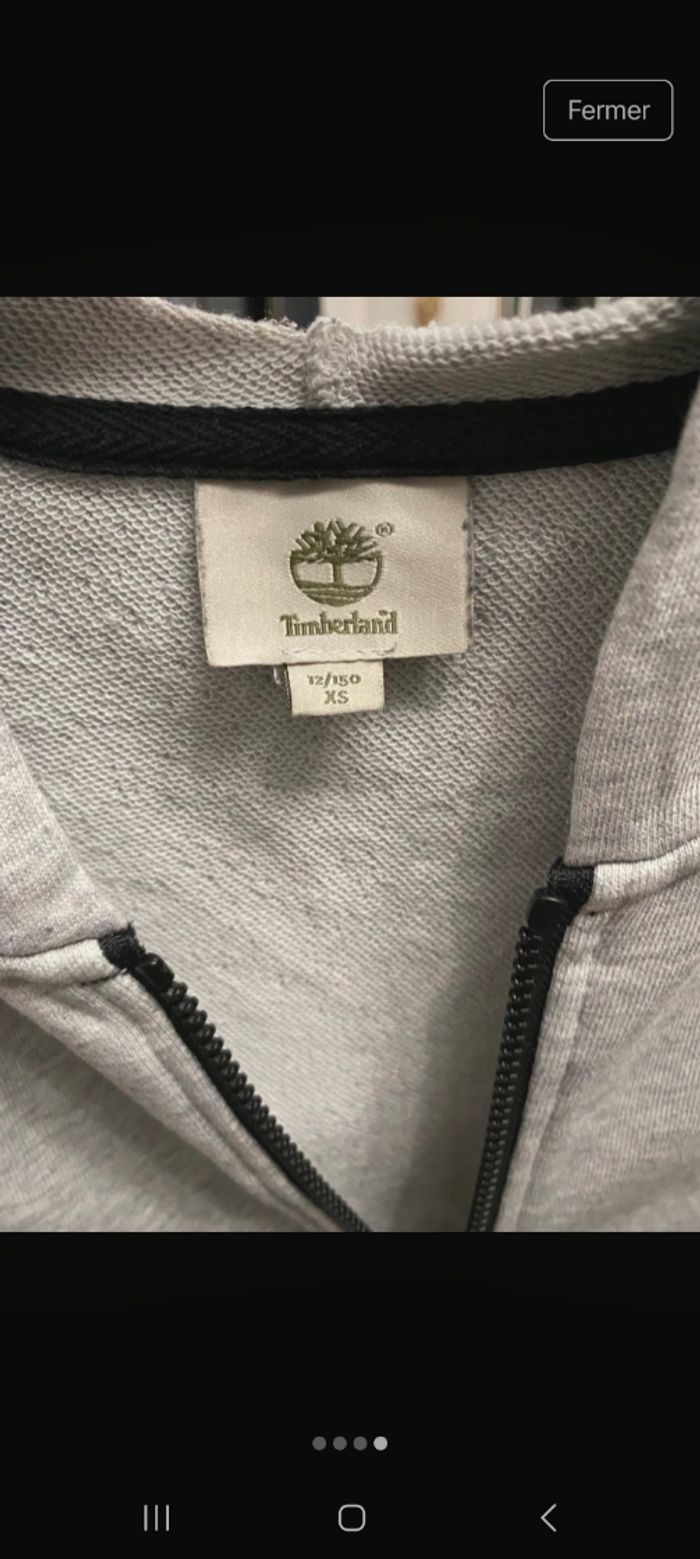 Fermer
®
Timberland
12/150
XS